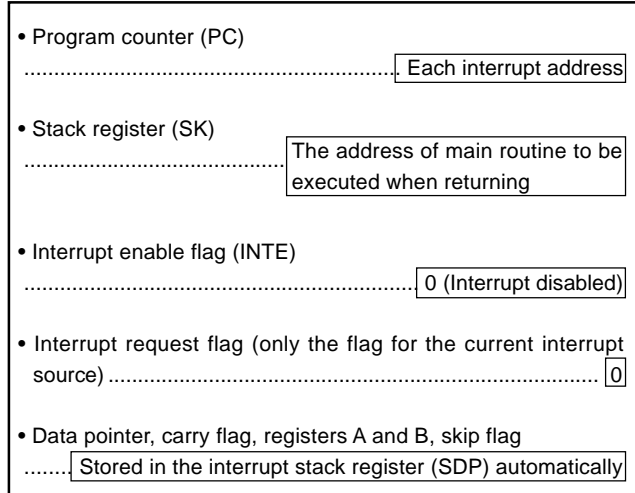 • Program counter (PC)
............................................................... Each interrupt address
• Stack register (SK)
............................................ The address of main routine to be
executed when returning
• Interrupt enable flag (INTE)
.................................................................. 0 (Interrupt disabled)
• Interrupt request flag (only the flag for the current interrupt
source) .................................................................................. 0
• Data pointer, carry flag, registers A and B, skip flag
........ Stored in the interrupt stack register (SDP) automatically